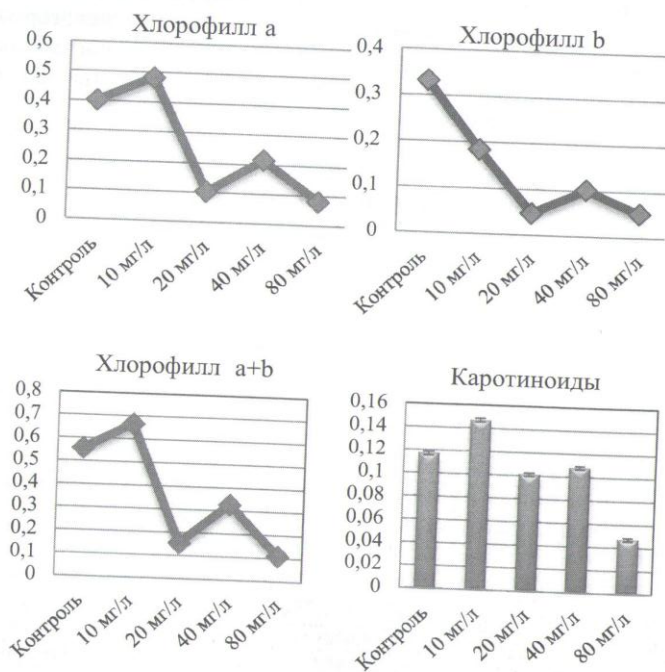 Хлорофилл a
0,6
0,5
0,4
0,3
0,2
0,1
0
Контроль
10 мг/л
20 мг/л
40 мг/л
80 мг/л
Хлорофилл b
0,4
0,3
0,2
0,1
0
Контроль
10 мг/л
20 мг/л
40 мг/л
80 мг/л
Хлорофилл a+b
0,8
0,7
0,6
0,5
0,4
0,3
0,2
0,1
0
Контроль
10 мг/л
20 мг/л
40 мг/л
80 мг/л
Каротиноиды
0,16
0,14
0,12
0,1
0,08
0,06
0,04
0,02
0
Контроль
10 мг/л
20 мг/л
40 мг/л
80 мг/л